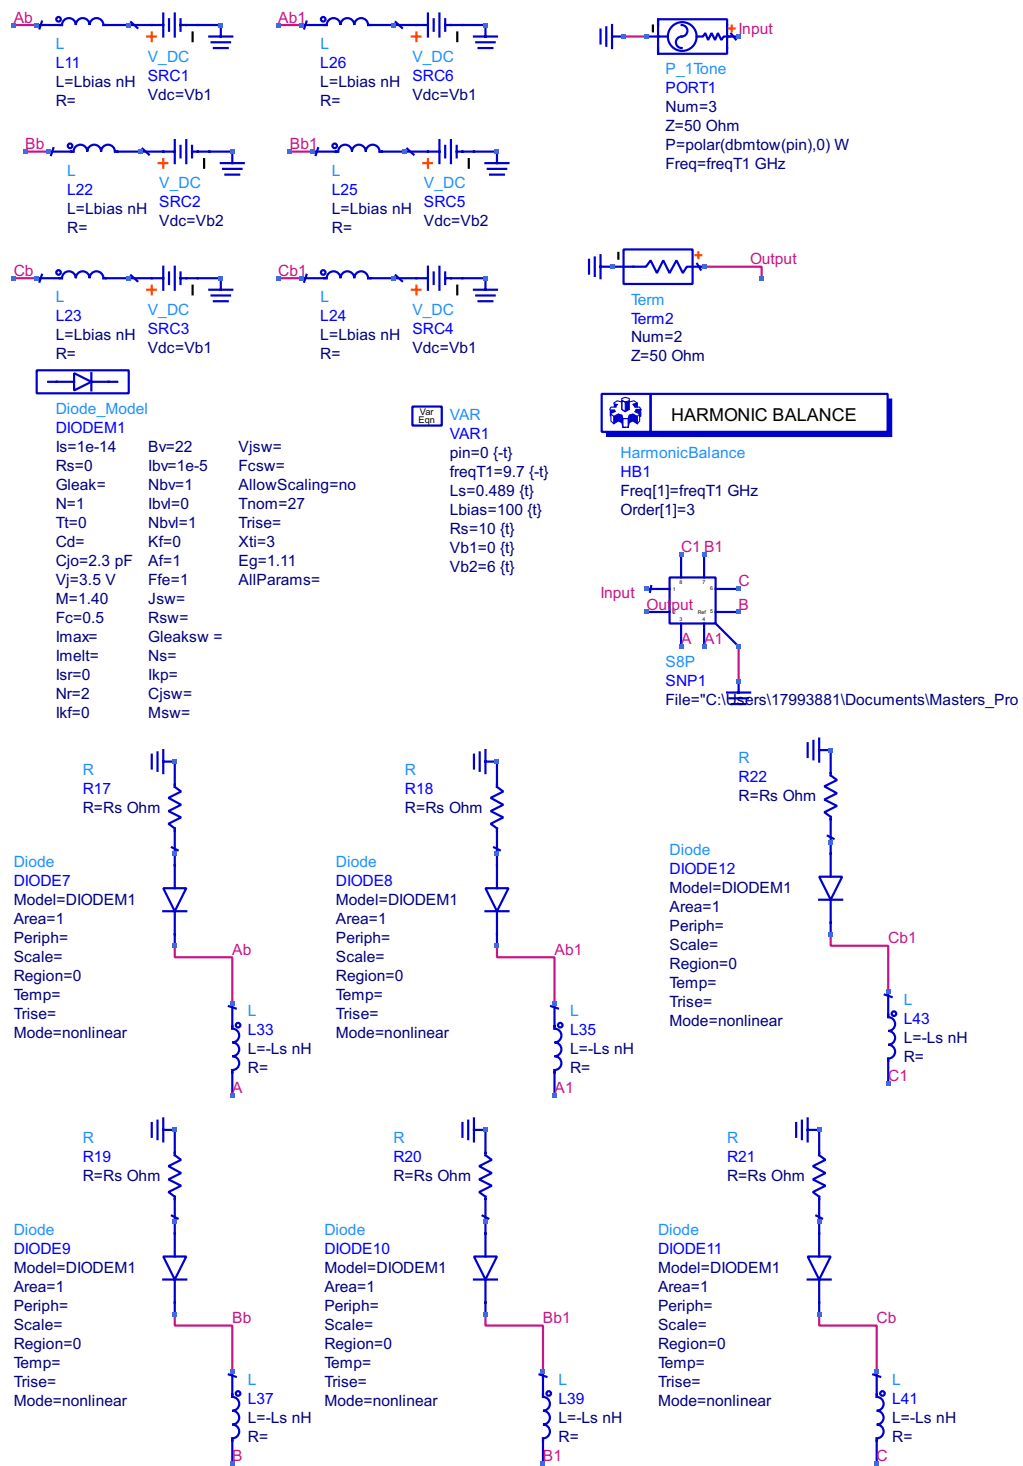 Ab
L
L11
L=Lbias nH
R=
V_DC
SRC1
Vdc=Vb1
Ab1
L
L26
L=Lbias nH
R=
V_DC
SRC6
Vdc=Vb1
Input
P_1Tone
PORT1
Num=3
Z=50 Ohm
P=polar(dbmtow(pin),0) W
Freq=freqT1 GHz
Bb
L
L22
L=Lbias nH
R=
V_DC
SRC2
Vdc=Vb2
Bb1
L
L25
L=Lbias nH
R=
V_DC
SRC5
Vdc=Vb2
Cb
L
L23
L=Lbias nH
R=
V_DC
SRC3
Vdc=Vb1
Cb1
L
L24
L=Lbias nH
R=
V_DC
SRC4
Vdc=Vb1
Output
Term
Term2
Num=2
Z=50 Ohm
Diode_Model
DIODEM1
Is=1e-14
Rs=0
Gleak=
N=1
Tt=0
Cd=
Cjo=2.3 pF
Vj=3.5 V
M=1.40
Fc=0.5
Imax=
Imelt=
Isr=0
Nr=2
Ikf=0
Bv=22
Ibv=1e-5
Nbv=1
Ibvl=0
Nbvl=1
Kf=0
Af=1
Ffe=1
Jsw=
Rsw=
Gleaksw =
Ns=
Ikp=
Cjsw=
Msw=
Vjsw=
Fcsw=
AllowScaling=no
Tnom=27
Trise=
Xti=3
Eg=1.11
AllParams=
Var
Eqn
VAR
VAR1
pin=0 {-t}
freqT1=9.7 {-t}
Ls=0.489 {t}
Lbias=100 {t}
Rs=10 {t}
Vb1=0 {t}
Vb2=6 {t}
HARMONIC BALANCE
HarmonicBalance
HB1
Freq[1]=freqT1 GHz
Order[1]=3
C1 B1
8 7
Input 1 6 C
Output 2 Ref 5 B
3 4
A A1
S8P
SNP1
File="C:\Users\17993881\Documents\Masters_Pro
R
R17
R=Rs Ohm
Diode
DIODE7
Model=DIODEM1
Area=1
Periph=
Scale=
Region=0
Temp=
Trise=
Mode=nonlinear
Ab
L
L33
L=-Ls nH
R=
A
R
R18
R=Rs Ohm
Diode
DIODE8
Model=DIODEM1
Area=1
Periph=
Scale=
Region=0
Temp=
Trise=
Mode=nonlinear
Ab1
L
L35
L=-Ls nH
R=
A1
R
R22
R=Rs Ohm
Diode
DIODE12
Model=DIODEM1
Area=1
Periph=
Scale=
Region=0
Temp=
Trise=
Mode=nonlinear
Cb1
L
L43
L=-Ls nH
R=
C1
R
R19
R=Rs Ohm
Diode
DIODE9
Model=DIODEM1
Area=1
Periph=
Scale=
Region=0
Temp=
Trise=
Mode=nonlinear
Bb
L
L37
L=-Ls nH
R=
B
R
R20
R=Rs Ohm
Diode
DIODE10
Model=DIODEM1
Area=1
Periph=
Scale=
Region=0
Temp=
Trise=
Mode=nonlinear
Bb1
L
L39
L=-Ls nH
R=
B1
R
R21
R=Rs Ohm
Diode
DIODE11
Model=DIODEM1
Area=1
Periph=
Scale=
Region=0
Temp=
Trise=
Mode=nonlinear
Cb
L
L41
L=-Ls nH
R=
C